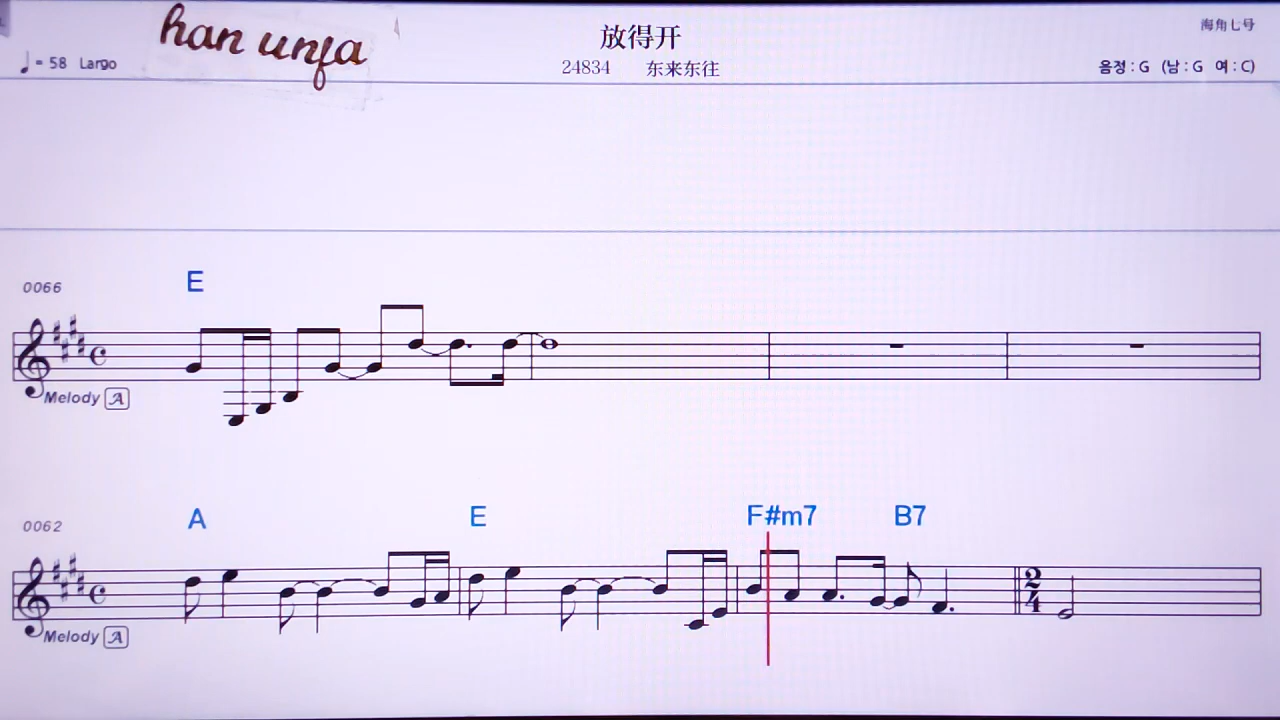 han unfa
放得开
海角七号
♩ = 58 Largo
24834 东来东往
음정 : G (남 : G 여 : C)
0066
E
Melody A
0062
A E F#m7 B7
2
4
Melody A